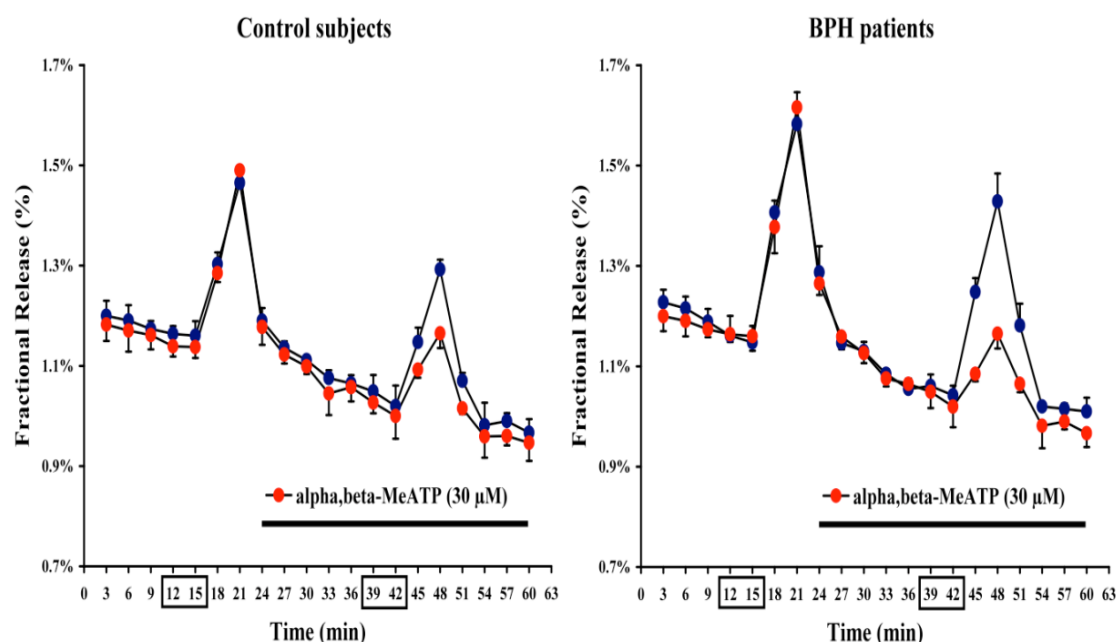 Control subjects
Fractional Release (%)
1.7%
1.5%
1.3%
1.1%
0.9%
0.7%
alpha,beta-MeATP (30 µM)
0 3 6 9 12 15 18 21 24 27 30 33 36 39 42 45 48 51 54 57 60 63
Time (min)
BPH patients
Fractional Release (%)
1.7%
1.5%
1.3%
1.1%
0.9%
0.7%
alpha,beta-MeATP (30 µM)
0 3 6 9 12 15 18 21 24 27 30 33 36 39 42 45 48 51 54 57 60 63
Time (min)